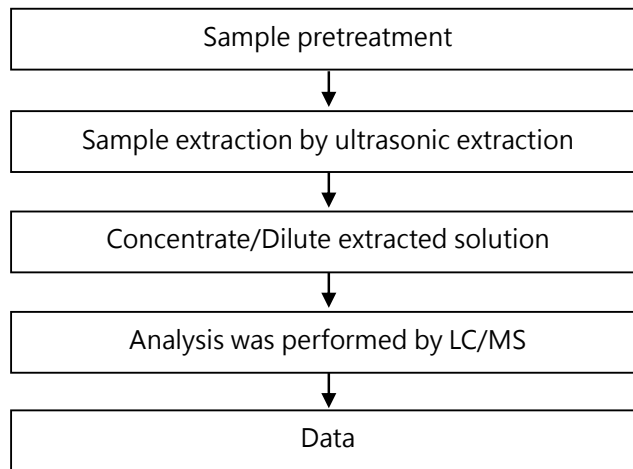 Sample pretreatment
Sample extraction by ultrasonic extraction
Concentrate/Dilute extracted solution
Analysis was performed by LC/MS
Data